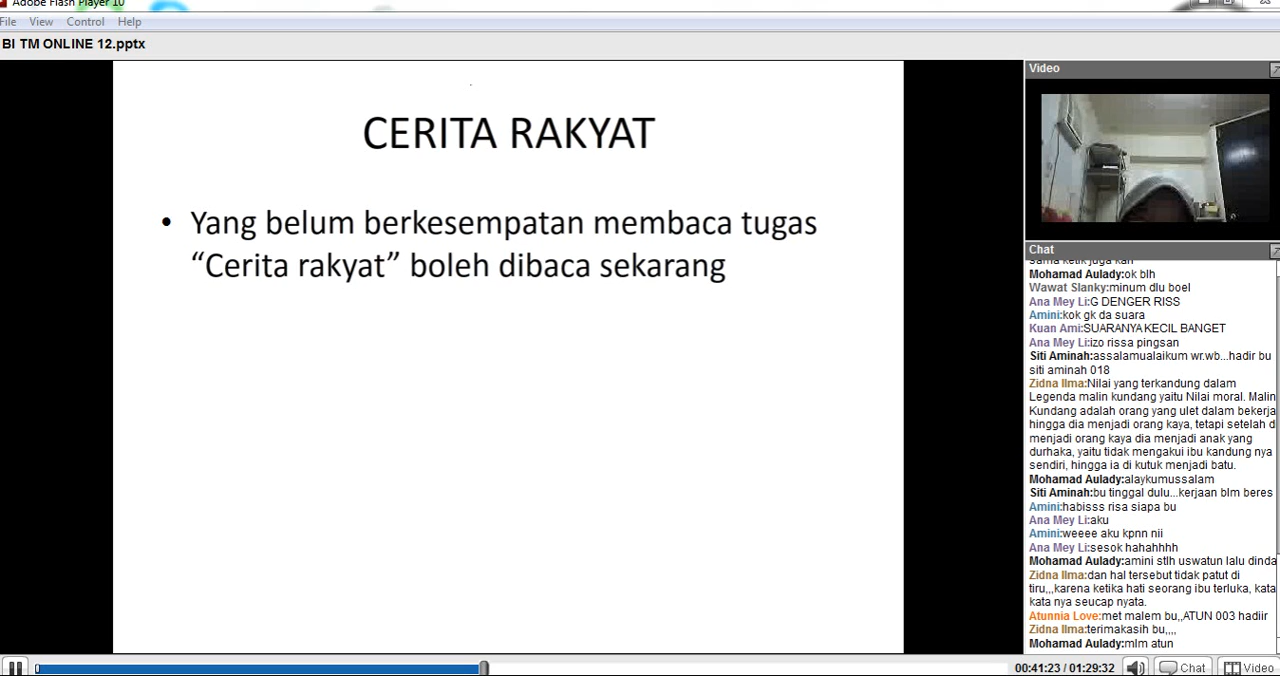 Adobe Flash Player 10
File View Control Help
BI TM ONLINE 12.pptx
CERITA RAKYAT
• Yang belum berkesempatan membaca tugas
“Cerita rakyat” boleh dibaca sekarang
Video
Chat
sama ketik juga kan
Mohamad Aulady:ok blh
Wawat Slanky:minum dlu boel
Ana Mey Li:G DENGER RISS
Amini:kok gk da suara
Kuan Ami:SUARANYA KECIL BANGET
Ana Mey Li:izo rissa pingsan
Siti Aminah:assalamualaikum wr.wb...hadir bu
siti aminah 018
Zidna Ilma:Nilai yang terkandung dalam
Legenda malin kundang yaitu Nilai moral. Malin
Kundang adalah orang yang ulet dalam bekerja
hingga dia menjadi orang kaya, tetapi setelah d
menjadi orang kaya dia menjadi anak yang
durhaka, yaitu tidak mengakui ibu kandung nya
sendiri, hingga ia di kutuk menjadi batu.
Mohamad Aulady:alaykumussalam
Siti Aminah:bu tinggal dulu...kerjaan blm beres
Amini:habisss risa siapa bu
Ana Mey Li:aku
Amini:weeee aku kpnn nii
Ana Mey Li:sesok hahahhhh
Mohamad Aulady:amini stlh uswatun lalu dinda
Zidna Ilma:dan hal tersebut tidak patut di
tiru,,,karena ketika hati seorang ibu terluka, kata
kata nya seucap nyata.
Atunnia Love:met malem bu,,ATUN 003 hadiir
Zidna Ilma:terimakasih bu,,,,
Mohamad Aulady:mlm atun
00:41:23 / 01:29:32 Chat Video